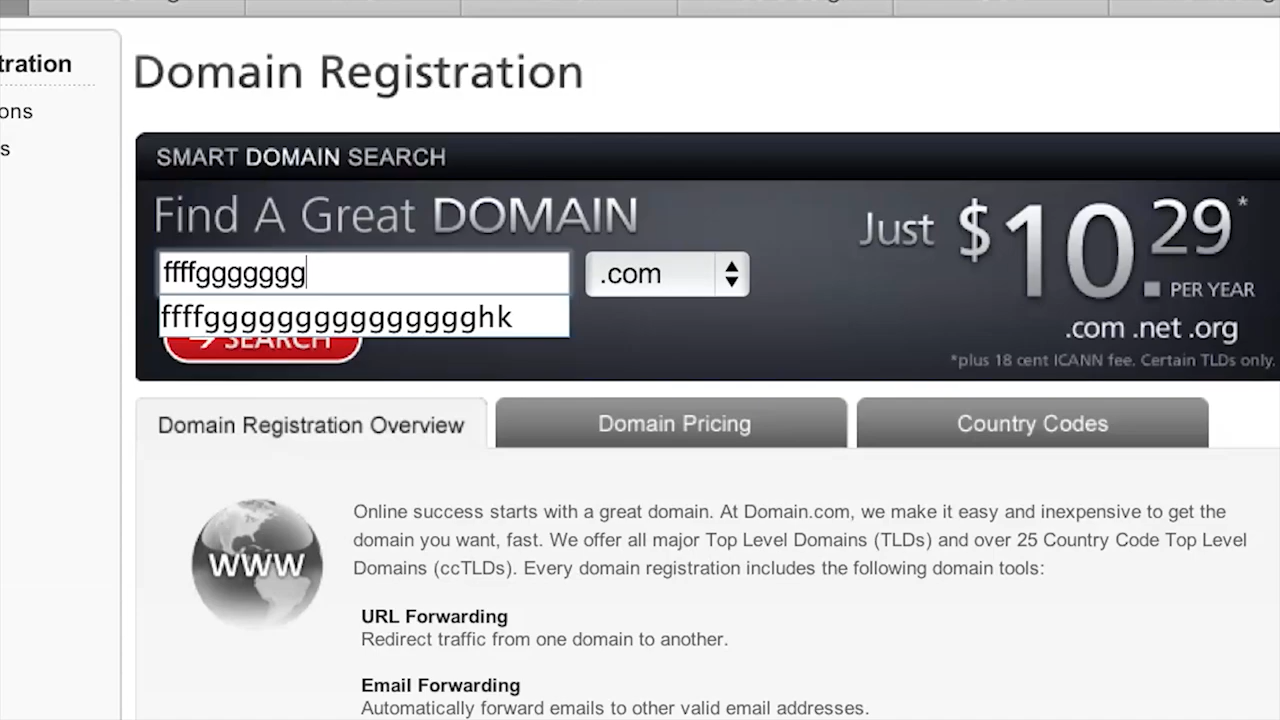 tration
ons
s
Domain Registration
SMART DOMAIN SEARCH
Find A Great DOMAIN
ffffggggggg
.com
ffffggggggggggggggghk
SEARCH
Just $10 29*
PER YEAR
.com .net .org
*plus 18 cent ICANN fee. Certain TLDs only.
Domain Registration Overview
Domain Pricing
Country Codes
www
Online success starts with a great domain. At Domain.com, we make it easy and inexpensive to get the
domain you want, fast. We offer all major Top Level Domains (TLDs) and over 25 Country Code Top Level
Domains (ccTLDs). Every domain registration includes the following domain tools:
URL Forwarding
Redirect traffic from one domain to another.
Email Forwarding
Automatically forward emails to other valid email addresses.